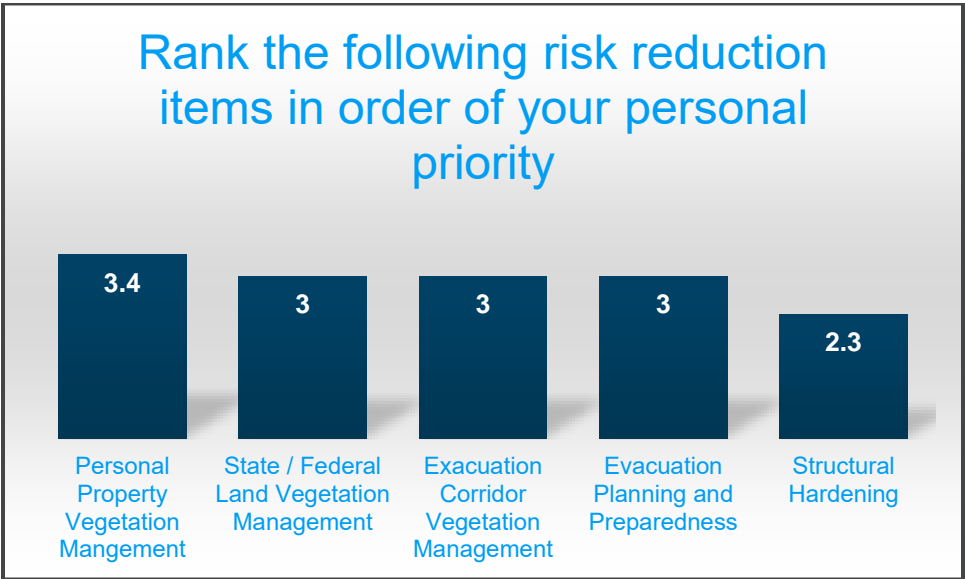 Rank the following risk reduction
items in order of your personal
priority
3.4
3
3
3
2.3
Personal
Property
Vegetation
Mangement
State / Federal
Land Vegetation
Management
Exacuation
Corridor
Vegetation
Management
Evacuation
Planning and
Preparedness
Structural
Hardening